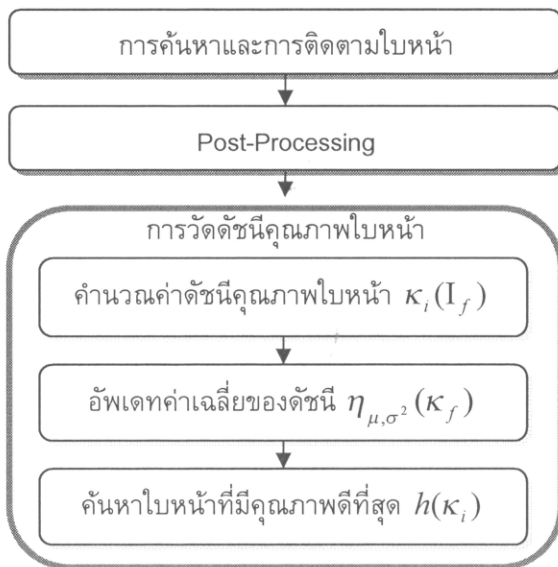 การค้นหาและการติดตามใบหน้า
Post-Processing
การวัดดัชนีคุณภาพใบหน้า
คำนวณค่าดัชนีคุณภาพใบหน้า κ_i(I_f)
อัพเดทค่าเฉลี่ยของดัชนี η_{μ,σ²}(κ_f)
ค้นหาใบหน้าที่มีคุณภาพดีที่สุด h(κ_i)